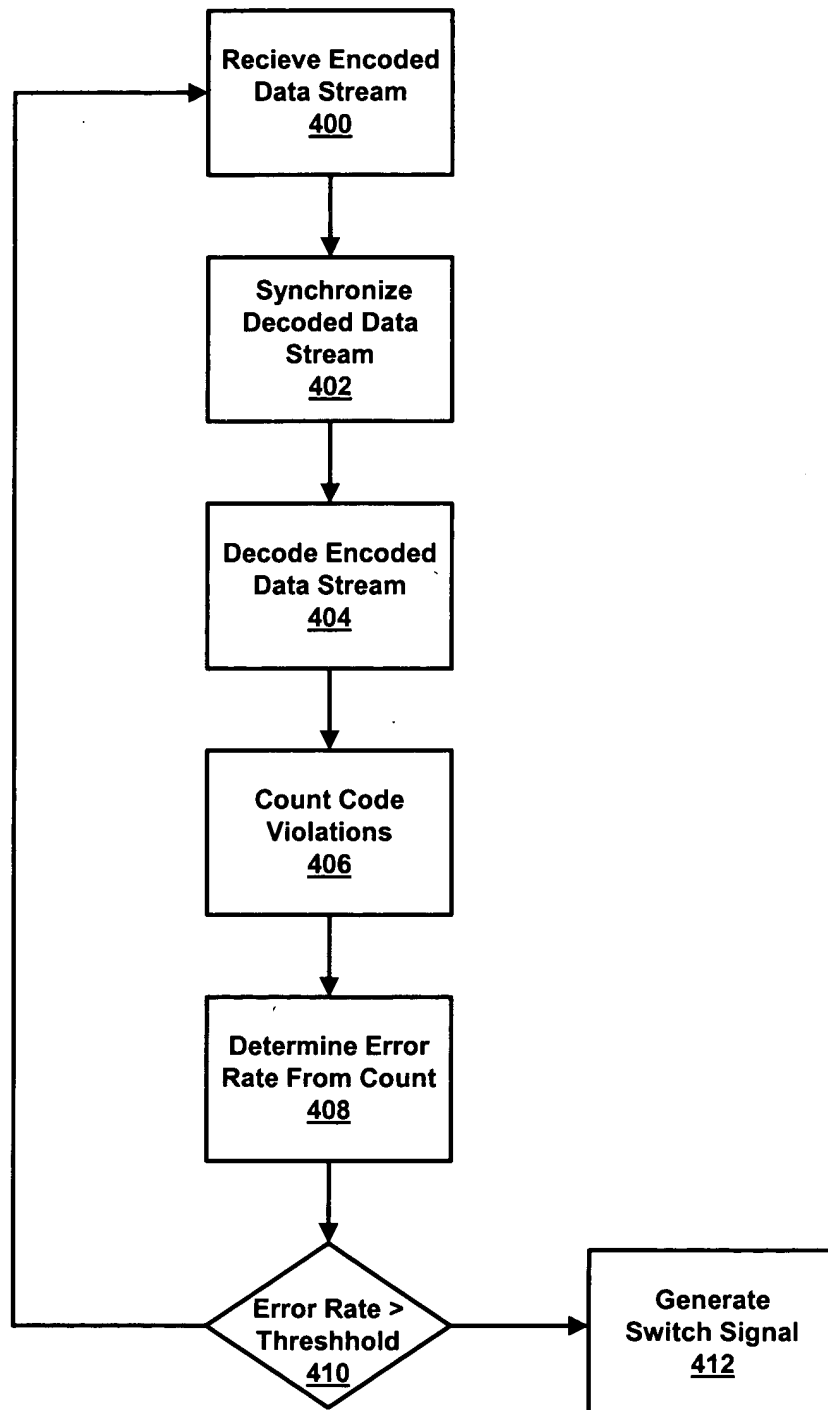 Recieve Encoded
Data Stream
400
Synchronize
Decoded Data
Stream
402
Decode Encoded
Data Stream
404
Count Code
Violations
406
Determine Error
Rate From Count
408
Error Rate >
Threshhold
410
Generate
Switch Signal
412